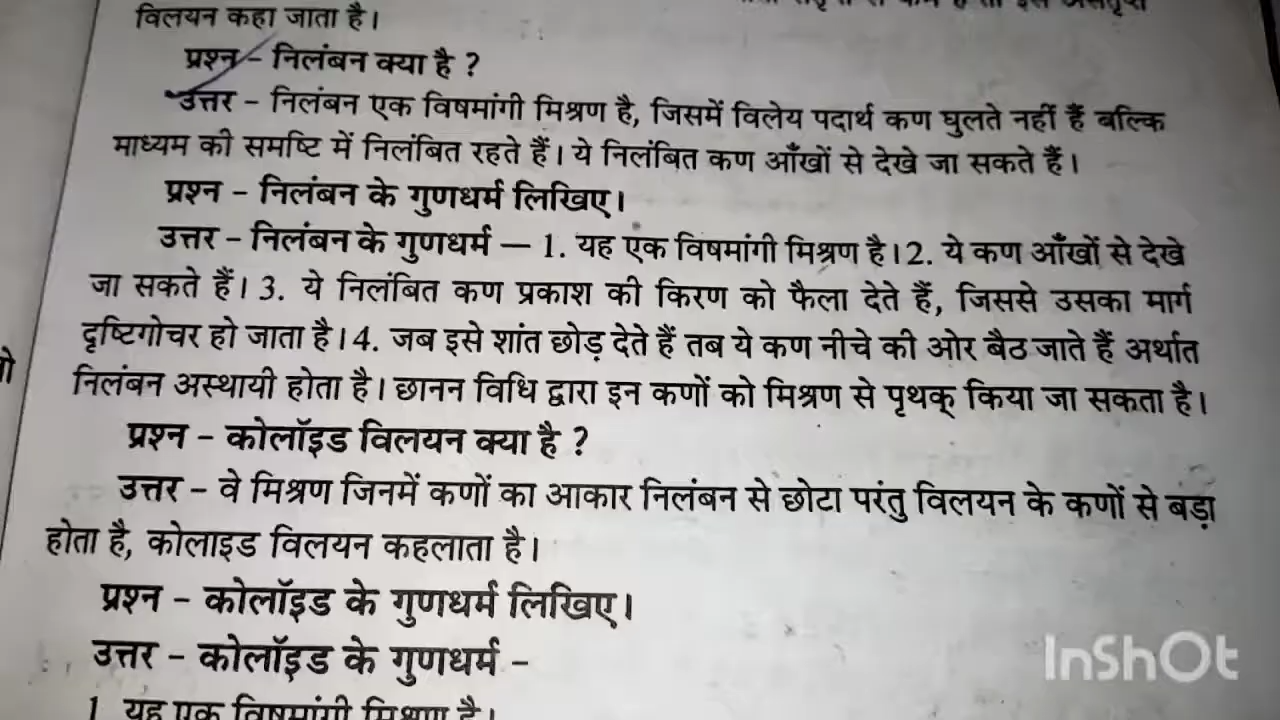 विलयन कहा जाता है।
प्रश्न – निलंबन क्या है ?
उत्तर – निलंबन एक विषमांगी मिश्रण है, जिसमें विलेय पदार्थ कण घुलते नहीं हैं बल्कि
माध्यम की समष्टि में निलंबित रहते हैं। ये निलंबित कण आँखों से देखे जा सकते हैं।
प्रश्न – निलंबन के गुणधर्म लिखिए।
उत्तर – निलंबन के गुणधर्म — 1. यह एक विषमांगी मिश्रण है। 2. ये कण आँखों से देखे
जा सकते हैं। 3. ये निलंबित कण प्रकाश की किरण को फैला देते हैं, जिससे उसका मार्ग
दृष्टिगोचर हो जाता है। 4. जब इसे शांत छोड़ देते हैं तब ये कण नीचे की ओर बैठ जाते हैं अर्थात
निलंबन अस्थायी होता है। छानन विधि द्वारा इन कणों को मिश्रण से पृथक् किया जा सकता है।
प्रश्न – कोलॉइड विलयन क्या है ?
उत्तर – वे मिश्रण जिनमें कणों का आकार निलंबन से छोटा परंतु विलयन के कणों से बड़ा
होता है, कोलाइड विलयन कहलाता है।
प्रश्न – कोलॉइड के गुणधर्म लिखिए।
उत्तर – कोलॉइड के गुणधर्म –
1. यह एक विषमांगी मिश्रण है।
InShOt